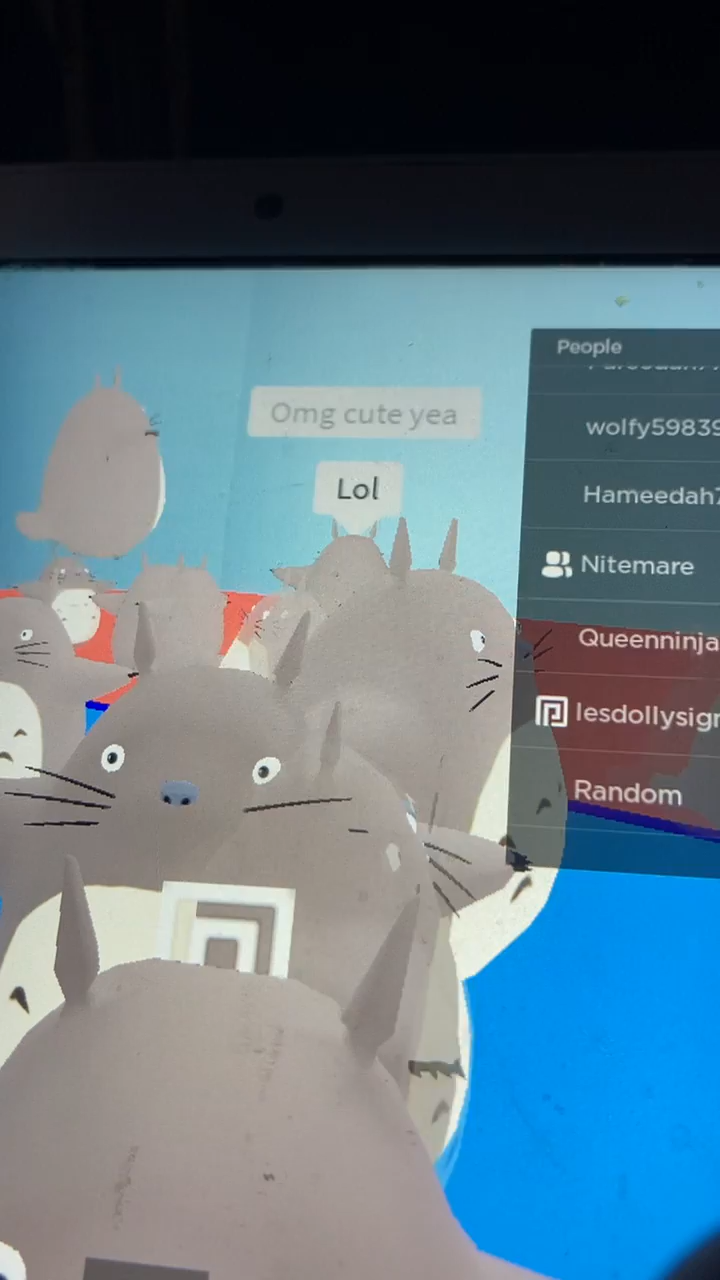 People
Omg cute yea
wolfy59839
Lol
Hameedah7
Nitemare
Queenninja
lesdollysign
Random